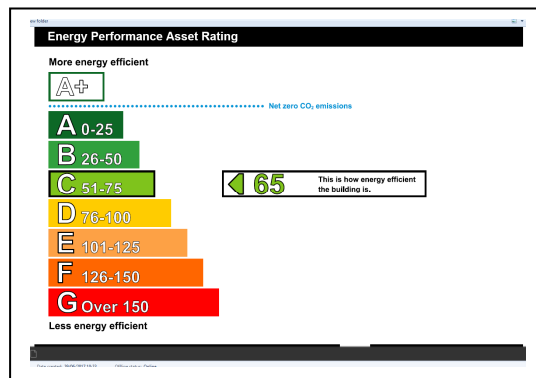 Energy Performance Asset Rating
More energy efficient
A+
Net zero CO₂ emissions
A 0-25
B 26-50
C 51-75
65
This is how energy efficient
the building is.
D 76-100
E 101-125
F 126-150
G Over 150
Less energy efficient